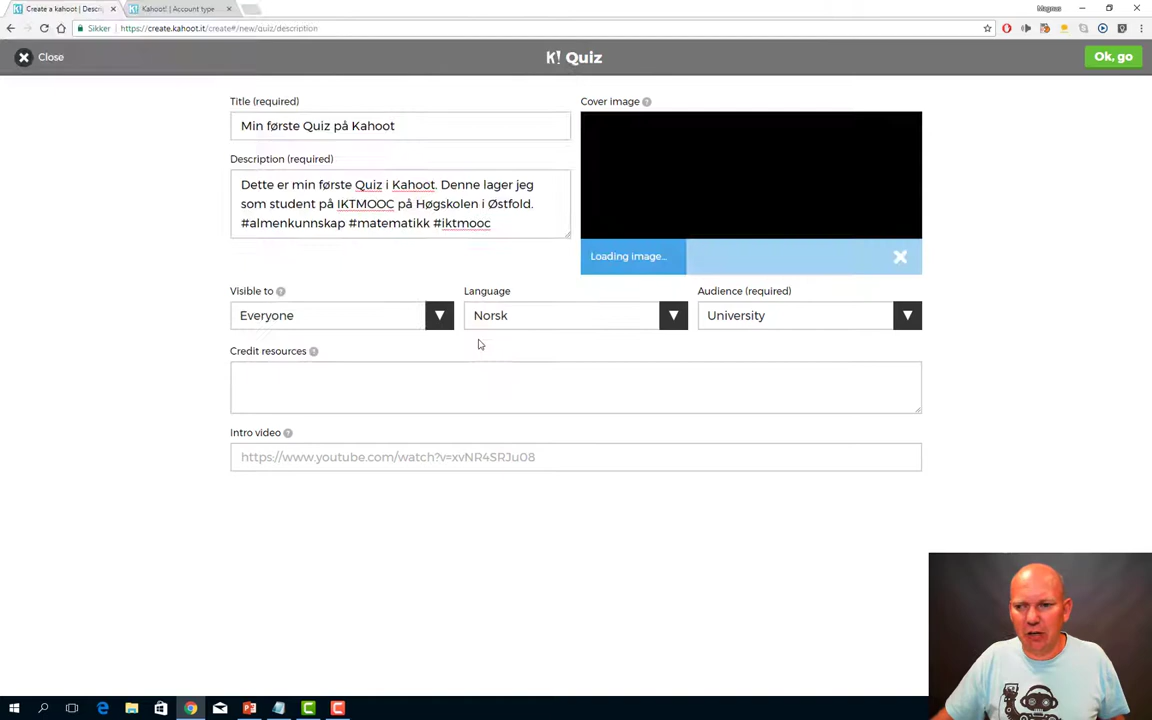 Create a kahoot | Descri
Kahoot! | Account type
Magnus
Sikker
https://create.kahoot.it/create#/new/quiz/description
Close
K! Quiz
Ok, go
Title (required)
Cover image
Min første Quiz på Kahoot
Description (required)
Dette er min første Quiz i Kahoot. Denne lager jeg
som student på IKTMOOC på Høgskolen i Østfold.
#almenkunnskap #matematikk #iktmooc
Loading image...
Visible to
Language
Audience (required)
Everyone
Norsk
University
Credit resources
Intro video
https://www.youtube.com/watch?v=xvNR4SRJu08